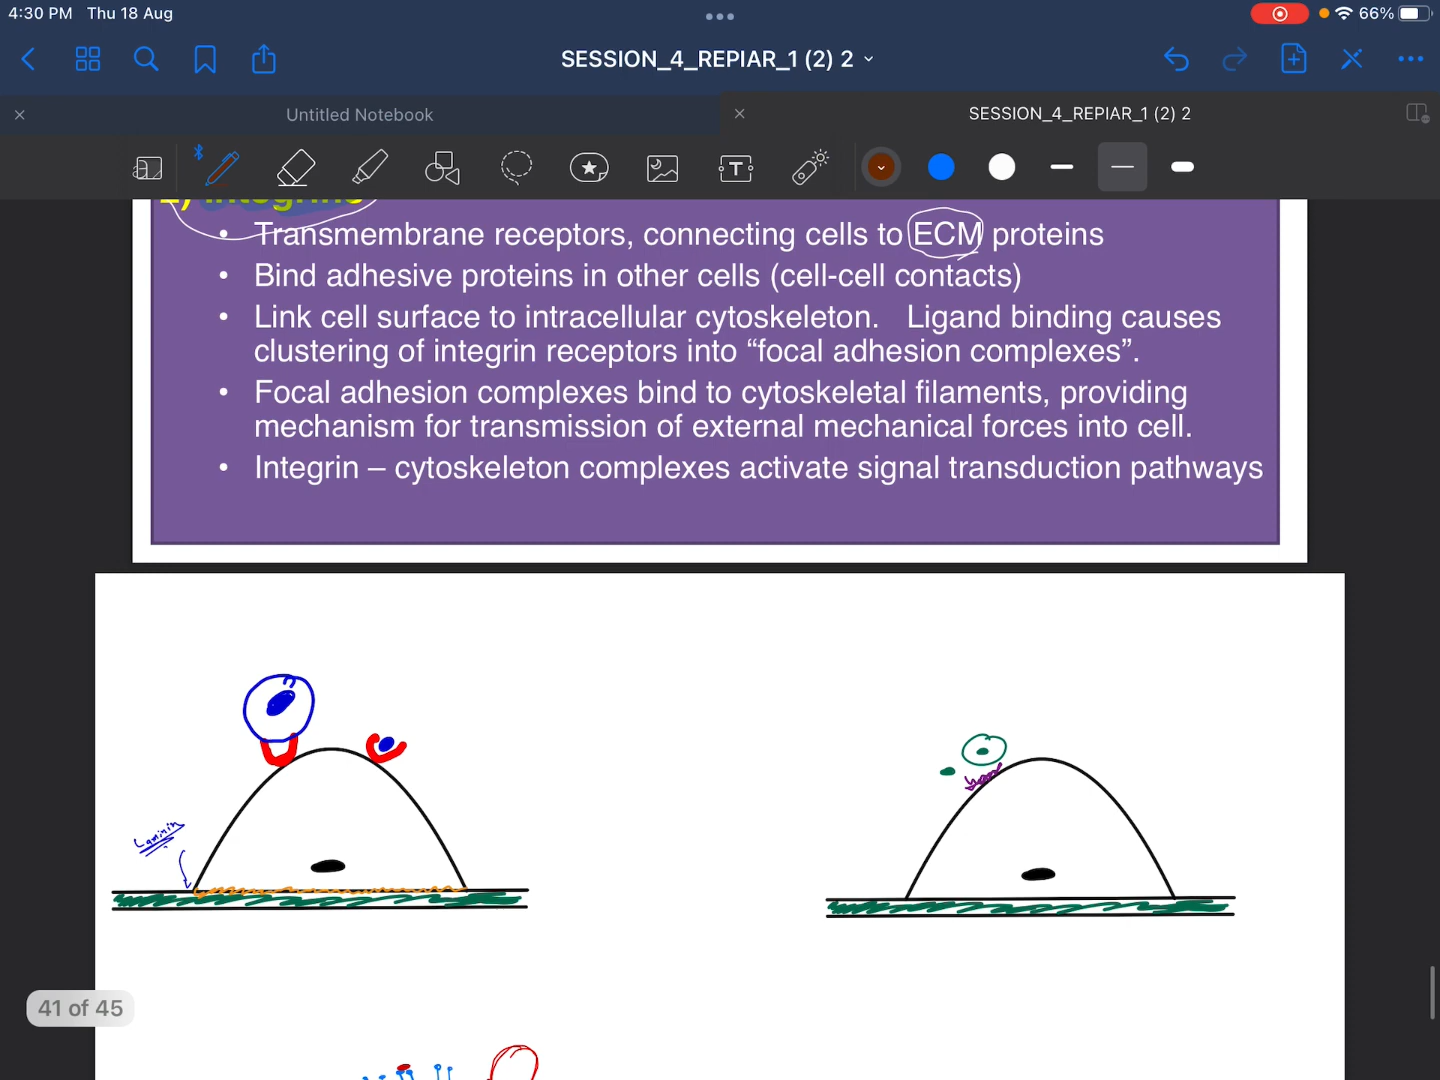 4:30 PM Thu 18 Aug
66%
SESSION_4_REPIAR_1 (2) 2
Untitled Notebook
SESSION_4_REPIAR_1 (2) 2
T
2) Integrins
• Transmembrane receptors, connecting cells to ECM proteins
• Bind adhesive proteins in other cells (cell-cell contacts)
• Link cell surface to intracellular cytoskeleton. Ligand binding causes
clustering of integrin receptors into “focal adhesion complexes”.
• Focal adhesion complexes bind to cytoskeletal filaments, providing
mechanism for transmission of external mechanical forces into cell.
• Integrin – cytoskeleton complexes activate signal transduction pathways
Laminin
41 of 45